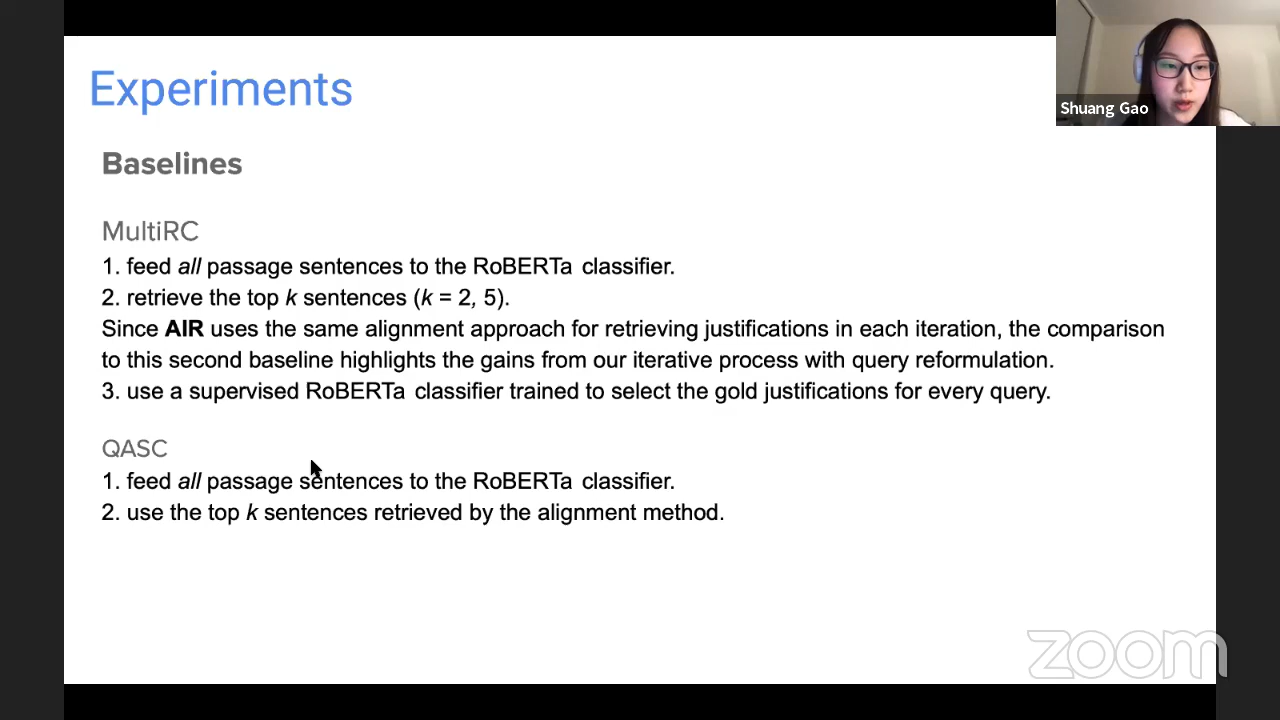 Experiments
Shuang Gao
Baselines
MultiRC
1. feed all passage sentences to the RoBERTa classifier.
2. retrieve the top k sentences (k = 2, 5).
Since AIR uses the same alignment approach for retrieving justifications in each iteration, the comparison
to this second baseline highlights the gains from our iterative process with query reformulation.
3. use a supervised RoBERTa classifier trained to select the gold justifications for every query.
QASC
1. feed all passage sentences to the RoBERTa classifier.
2. use the top k sentences retrieved by the alignment method.
zoom